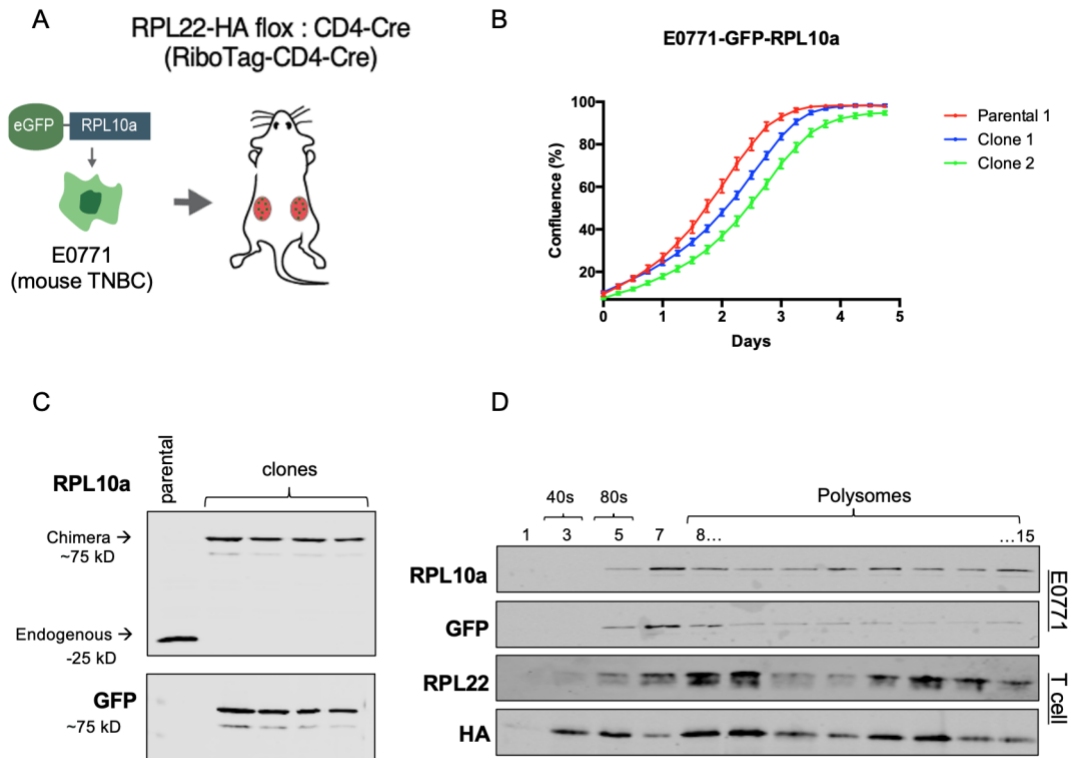 A
RPL22-HA flox : CD4-Cre
(RiboTag-CD4-Cre)
eGFP
RPL10a
E0771
(mouse TNBC)
B
E0771-GFP-RPL10a
100
80
60
40
20
Confluence (%)
0 1 2 3 4 5
Days
Parental 1
Clone 1
Clone 2
C
RPL10a
parental
clones
Chimera →
~75 kD
Endogenous →
-25 kD
GFP
~75 kD
D
40s 80s Polysomes
1 3 5 7 8... ...15
RPL10a
GFP
E0771
RPL22
HA
T cell